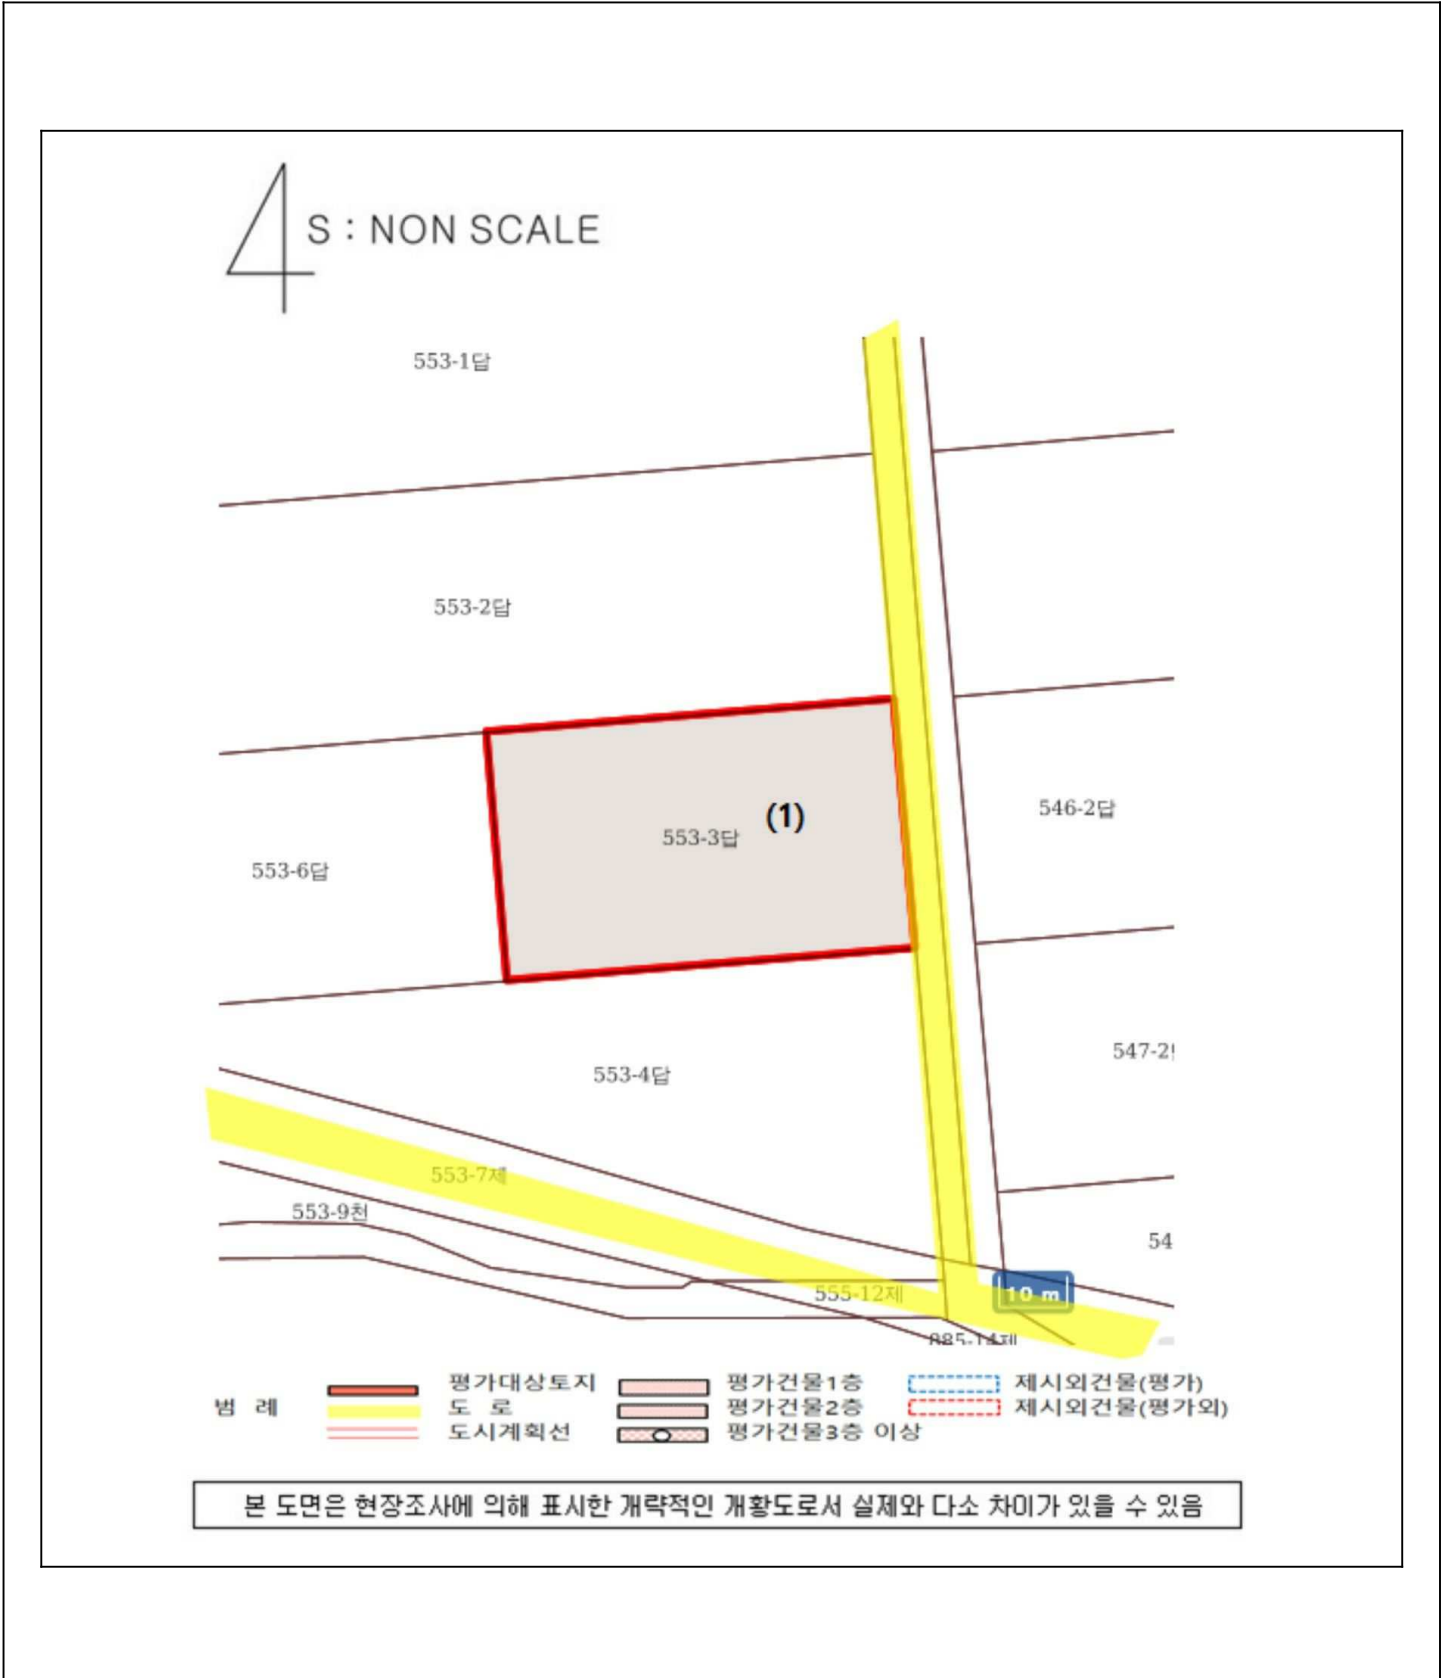 S : NON SCALE
553-1답
553-2답
546-2답
(1)
553-3답
553-6답
547-2
553-4답
553-7제
553-9천
54
555-12제
10 m
885-14제
평가대상토지 평가건물1층 제시외건물(평가)
범 례 도 로 평가건물2층 제시외건물(평가외)
도시계획선 평가건물3층 이상
본 도면은 현장조사에 의해 표시한 개략적인 개황도로서 실제와 다소 차이가 있을 수 있음